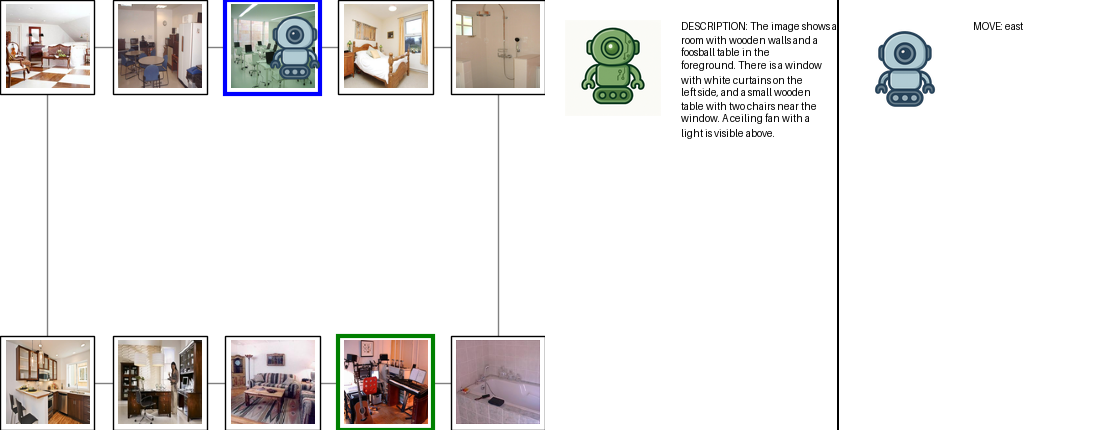 DESCRIPTION: The image shows a
room with wooden walls and a
foosball table in the
foreground. There is a window
with white curtains on the
left side, and a small wooden
table with two chairs near the
window. A ceiling fan with a
light is visible above.
MOVE: east